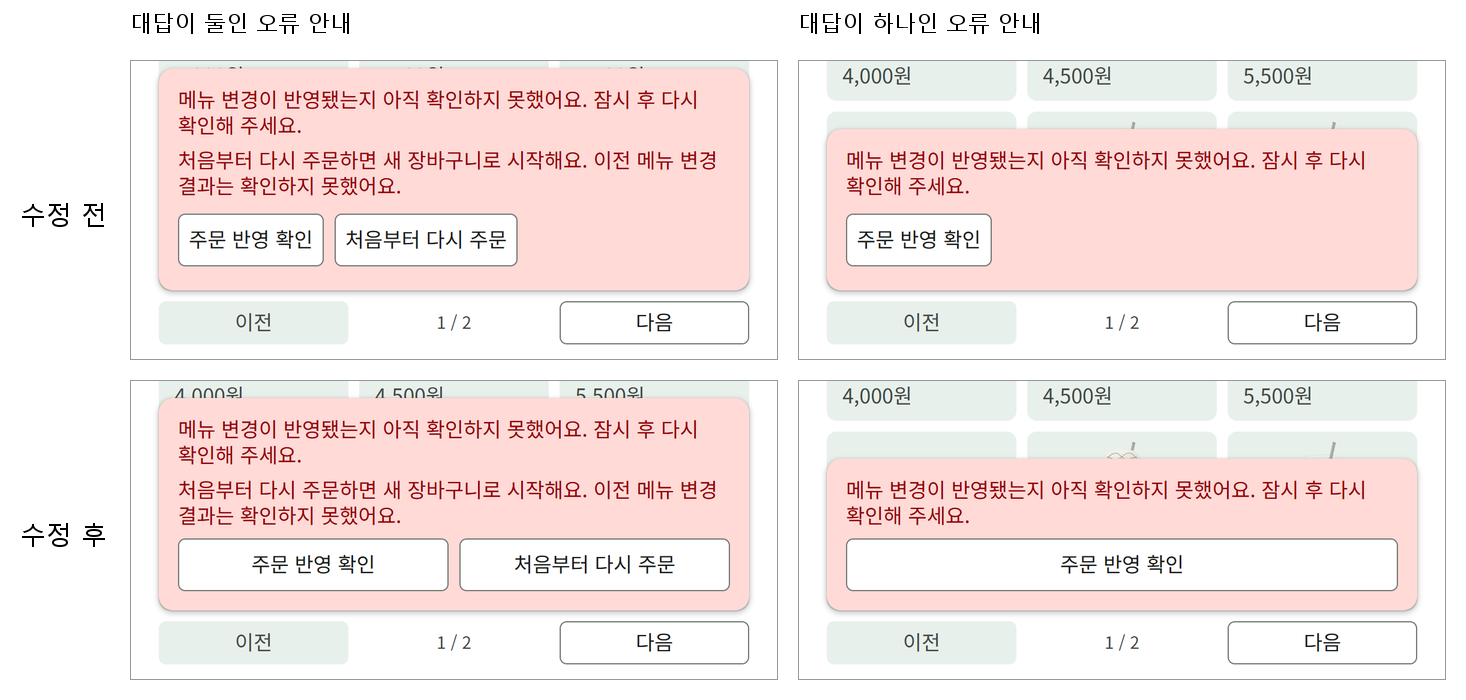 대답이 둘인 오류 안내
대답이 하나인 오류 안내
수정 전
메뉴 변경이 반영됐는지 아직 확인하지 못했어요. 잠시 후 다시
확인해 주세요.
처음부터 다시 주문하면 새 장바구니로 시작해요. 이전 메뉴 변경
결과는 확인하지 못했어요.
주문 반영 확인
처음부터 다시 주문
이전
1 / 2
다음
4,000원
4,500원
5,500원
메뉴 변경이 반영됐는지 아직 확인하지 못했어요. 잠시 후 다시
확인해 주세요.
주문 반영 확인
이전
1 / 2
다음
수정 후
4,000원
4,500원
5,500원
메뉴 변경이 반영됐는지 아직 확인하지 못했어요. 잠시 후 다시
확인해 주세요.
처음부터 다시 주문하면 새 장바구니로 시작해요. 이전 메뉴 변경
결과는 확인하지 못했어요.
주문 반영 확인
처음부터 다시 주문
이전
1 / 2
다음
4,000원
4,500원
5,500원
메뉴 변경이 반영됐는지 아직 확인하지 못했어요. 잠시 후 다시
확인해 주세요.
주문 반영 확인
이전
1 / 2
다음